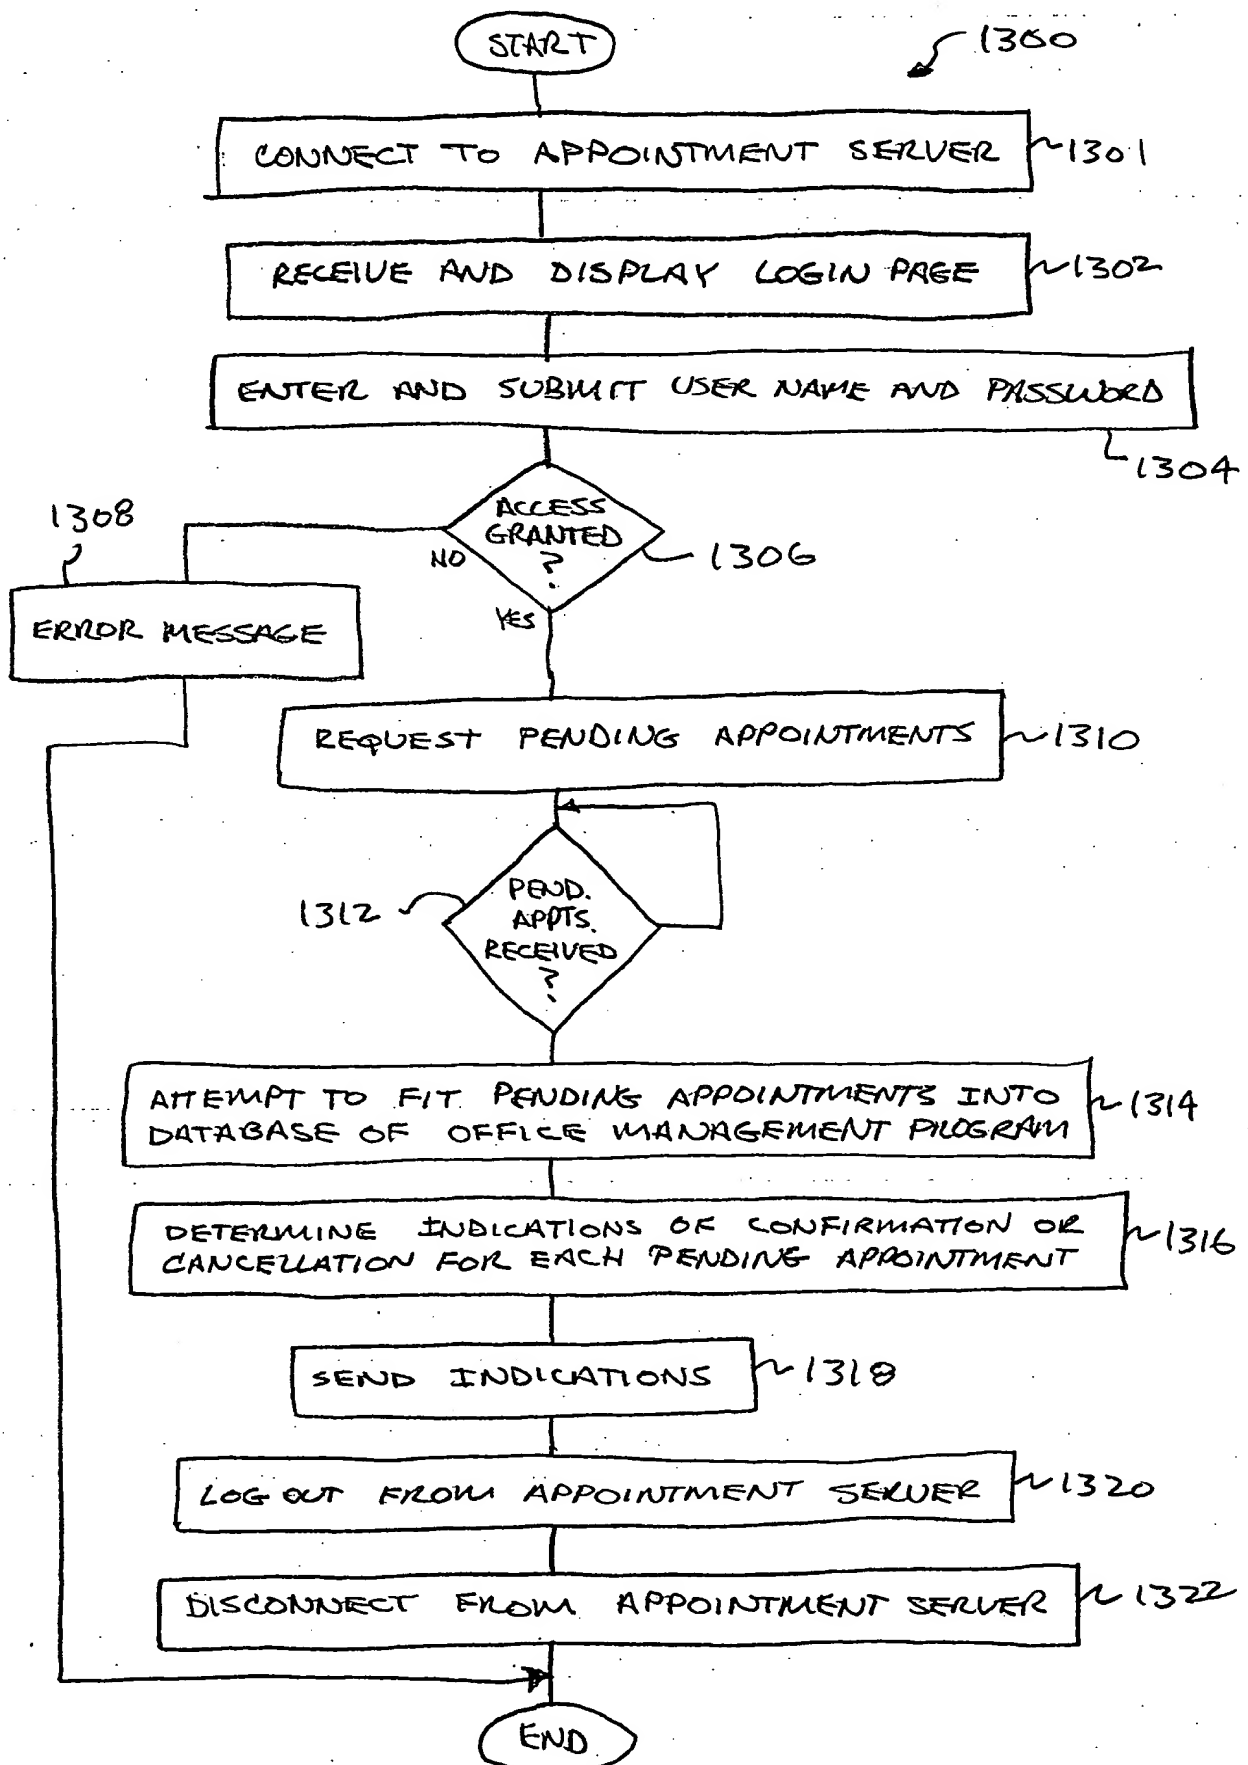 START
1300
CONNECT TO APPOINTMENT SERVER
1301
RECEIVE AND DISPLAY LOGIN PAGE
1302
ENTER AND SUBMIT USER NAME AND PASSWORD
1304
ACCESS
GRANTED
?
1306
NO
YES
1308
ERROR MESSAGE
REQUEST PENDING APPOINTMENTS
1310
1312
PEND.
APPTS.
RECEIVED
?
ATTEMPT TO FIT PENDING APPOINTMENTS INTO
DATABASE OF OFFICE MANAGEMENT PROGRAM
1314
DETERMINE INDICATIONS OF CONFIRMATION OR
CANCELLATION FOR EACH PENDING APPOINTMENT
1316
SEND INDICATIONS
1318
LOG OUT FROM APPOINTMENT SERVER
1320
DISCONNECT FROM APPOINTMENT SERVER
1322
END